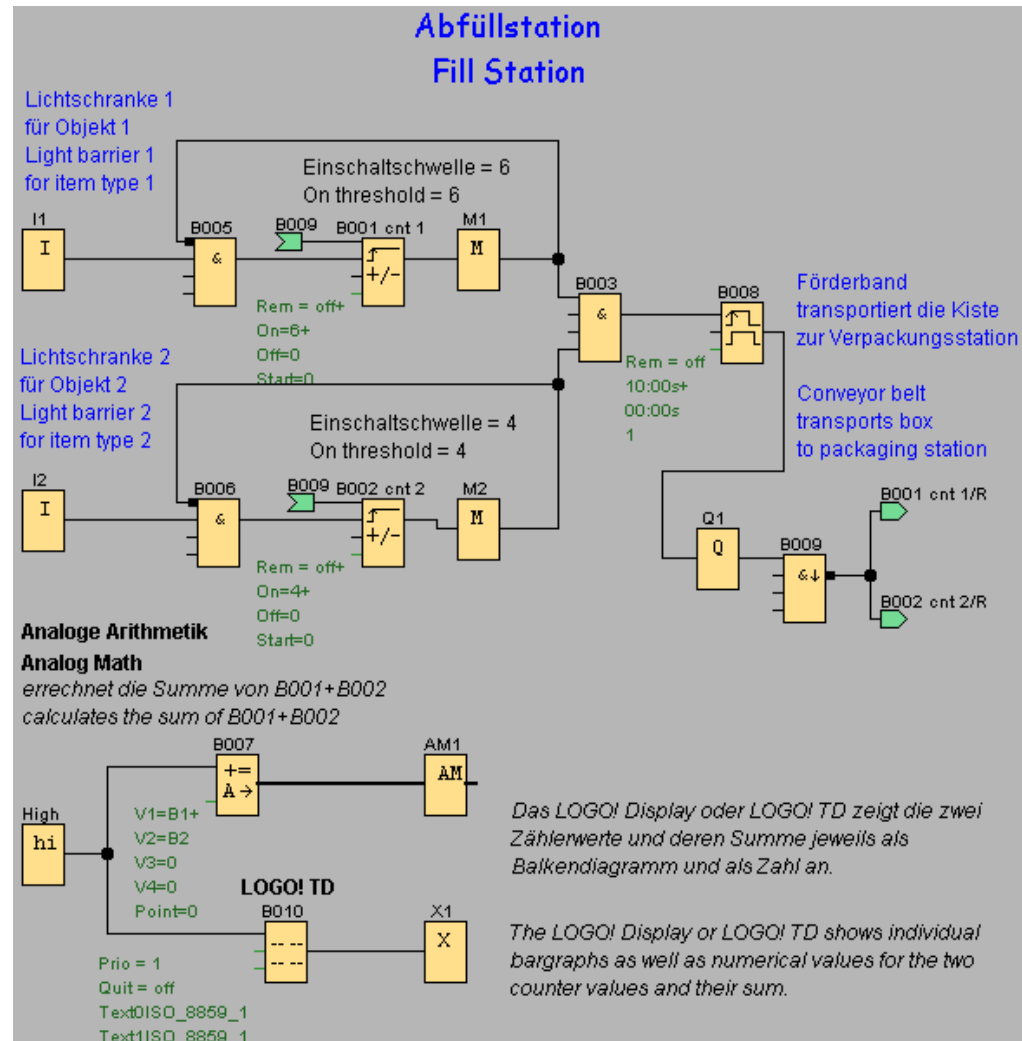 Abfüllstation
Fill Station
Lichtschranke 1
für Objekt 1
Light barrier 1
for item type 1
Einschaltschwelle = 6
On threshold = 6
I1
I
B005
&
B009
B001 cnt 1
+/-
M1
M
Rem = off+
On=6+
Off=0
Start=0
B003
&
B008
Rem = off
10:00s+
00:00s
1
Förderband
transportiert die Kiste
zur Verpackungsstation
Conveyor belt
transports box
to packaging station
Lichtschranke 2
für Objekt 2
Light barrier 2
for item type 2
Einschaltschwelle = 4
On threshold = 4
I2
I
B006
&
B009
B002 cnt 2
+/-
M2
M
Rem = off+
On=4+
Off=0
Start=0
Q1
Q
B009
&↓
B001 cnt 1/R
B002 cnt 2/R
Analoge Arithmetik
Analog Math
errechnet die Summe von B001+B002
calculates the sum of B001+B002
High
hi
B007
+=
A→
AM1
AM
V1=B1+
V2=B2
V3=0
V4=0
Point=0
LOGO! TD
B010
X1
X
Prio = 1
Quit = off
Text0ISO_8859_1
Text1ISO_8859_1
Das LOGO! Display oder LOGO! TD zeigt die zwei
Zählerwerte und deren Summe jeweils als
Balkendiagramm und als Zahl an.
The LOGO! Display or LOGO! TD shows individual
bargraphs as well as numerical values for the two
counter values and their sum.